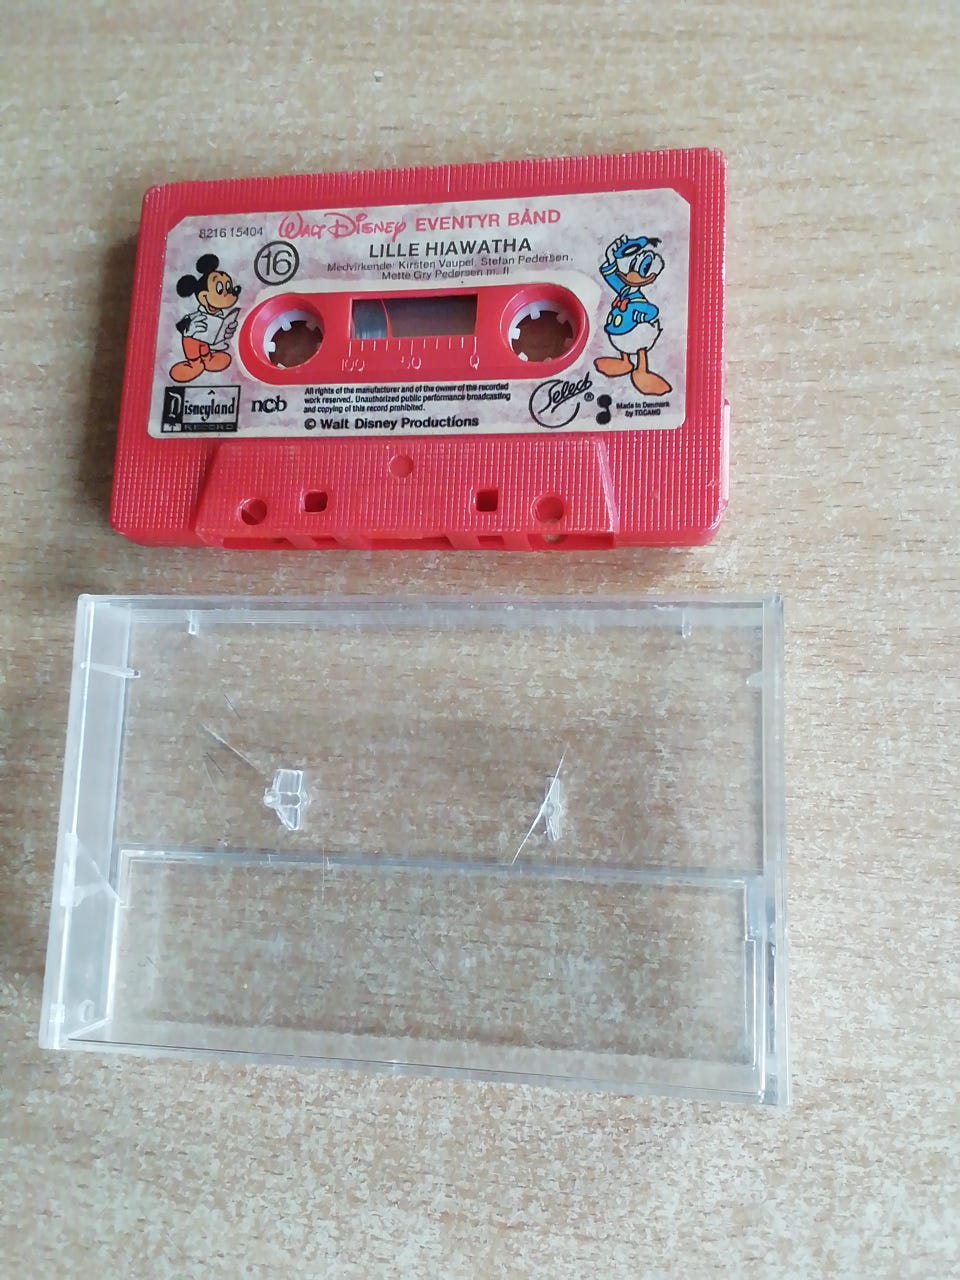 Walt Disney EVENTYR BÅND
8216 15404
16
LILLE HIAWATHA
Medvirkende: Kirsten Vaupel, Stefan Pedersen,
Mette Gry Pedersen m. fl
100 50 0
Disneyland
RECORD
ncb
All rights of the manufacturer and of the owner of the recorded
work reserved. Unauthorized public performance broadcasting
and copying of this record prohibited.
© Walt Disney Productions
Select ®
Made in Denmark
by TOCANO